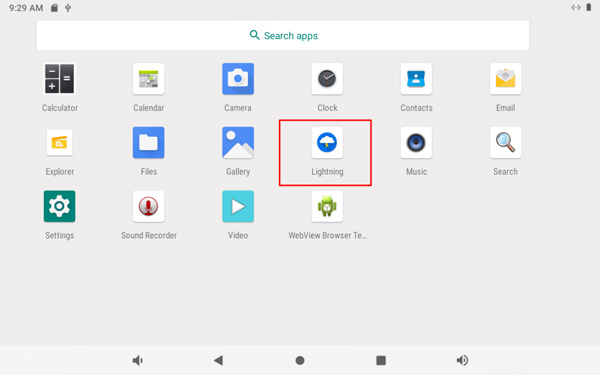 9:29 AM
Search apps
Calculator
Calendar
Camera
Clock
Contacts
Email
Explorer
Files
Gallery
Lightning
Music
Search
Settings
Sound Recorder
Video
WebView Browser Te...